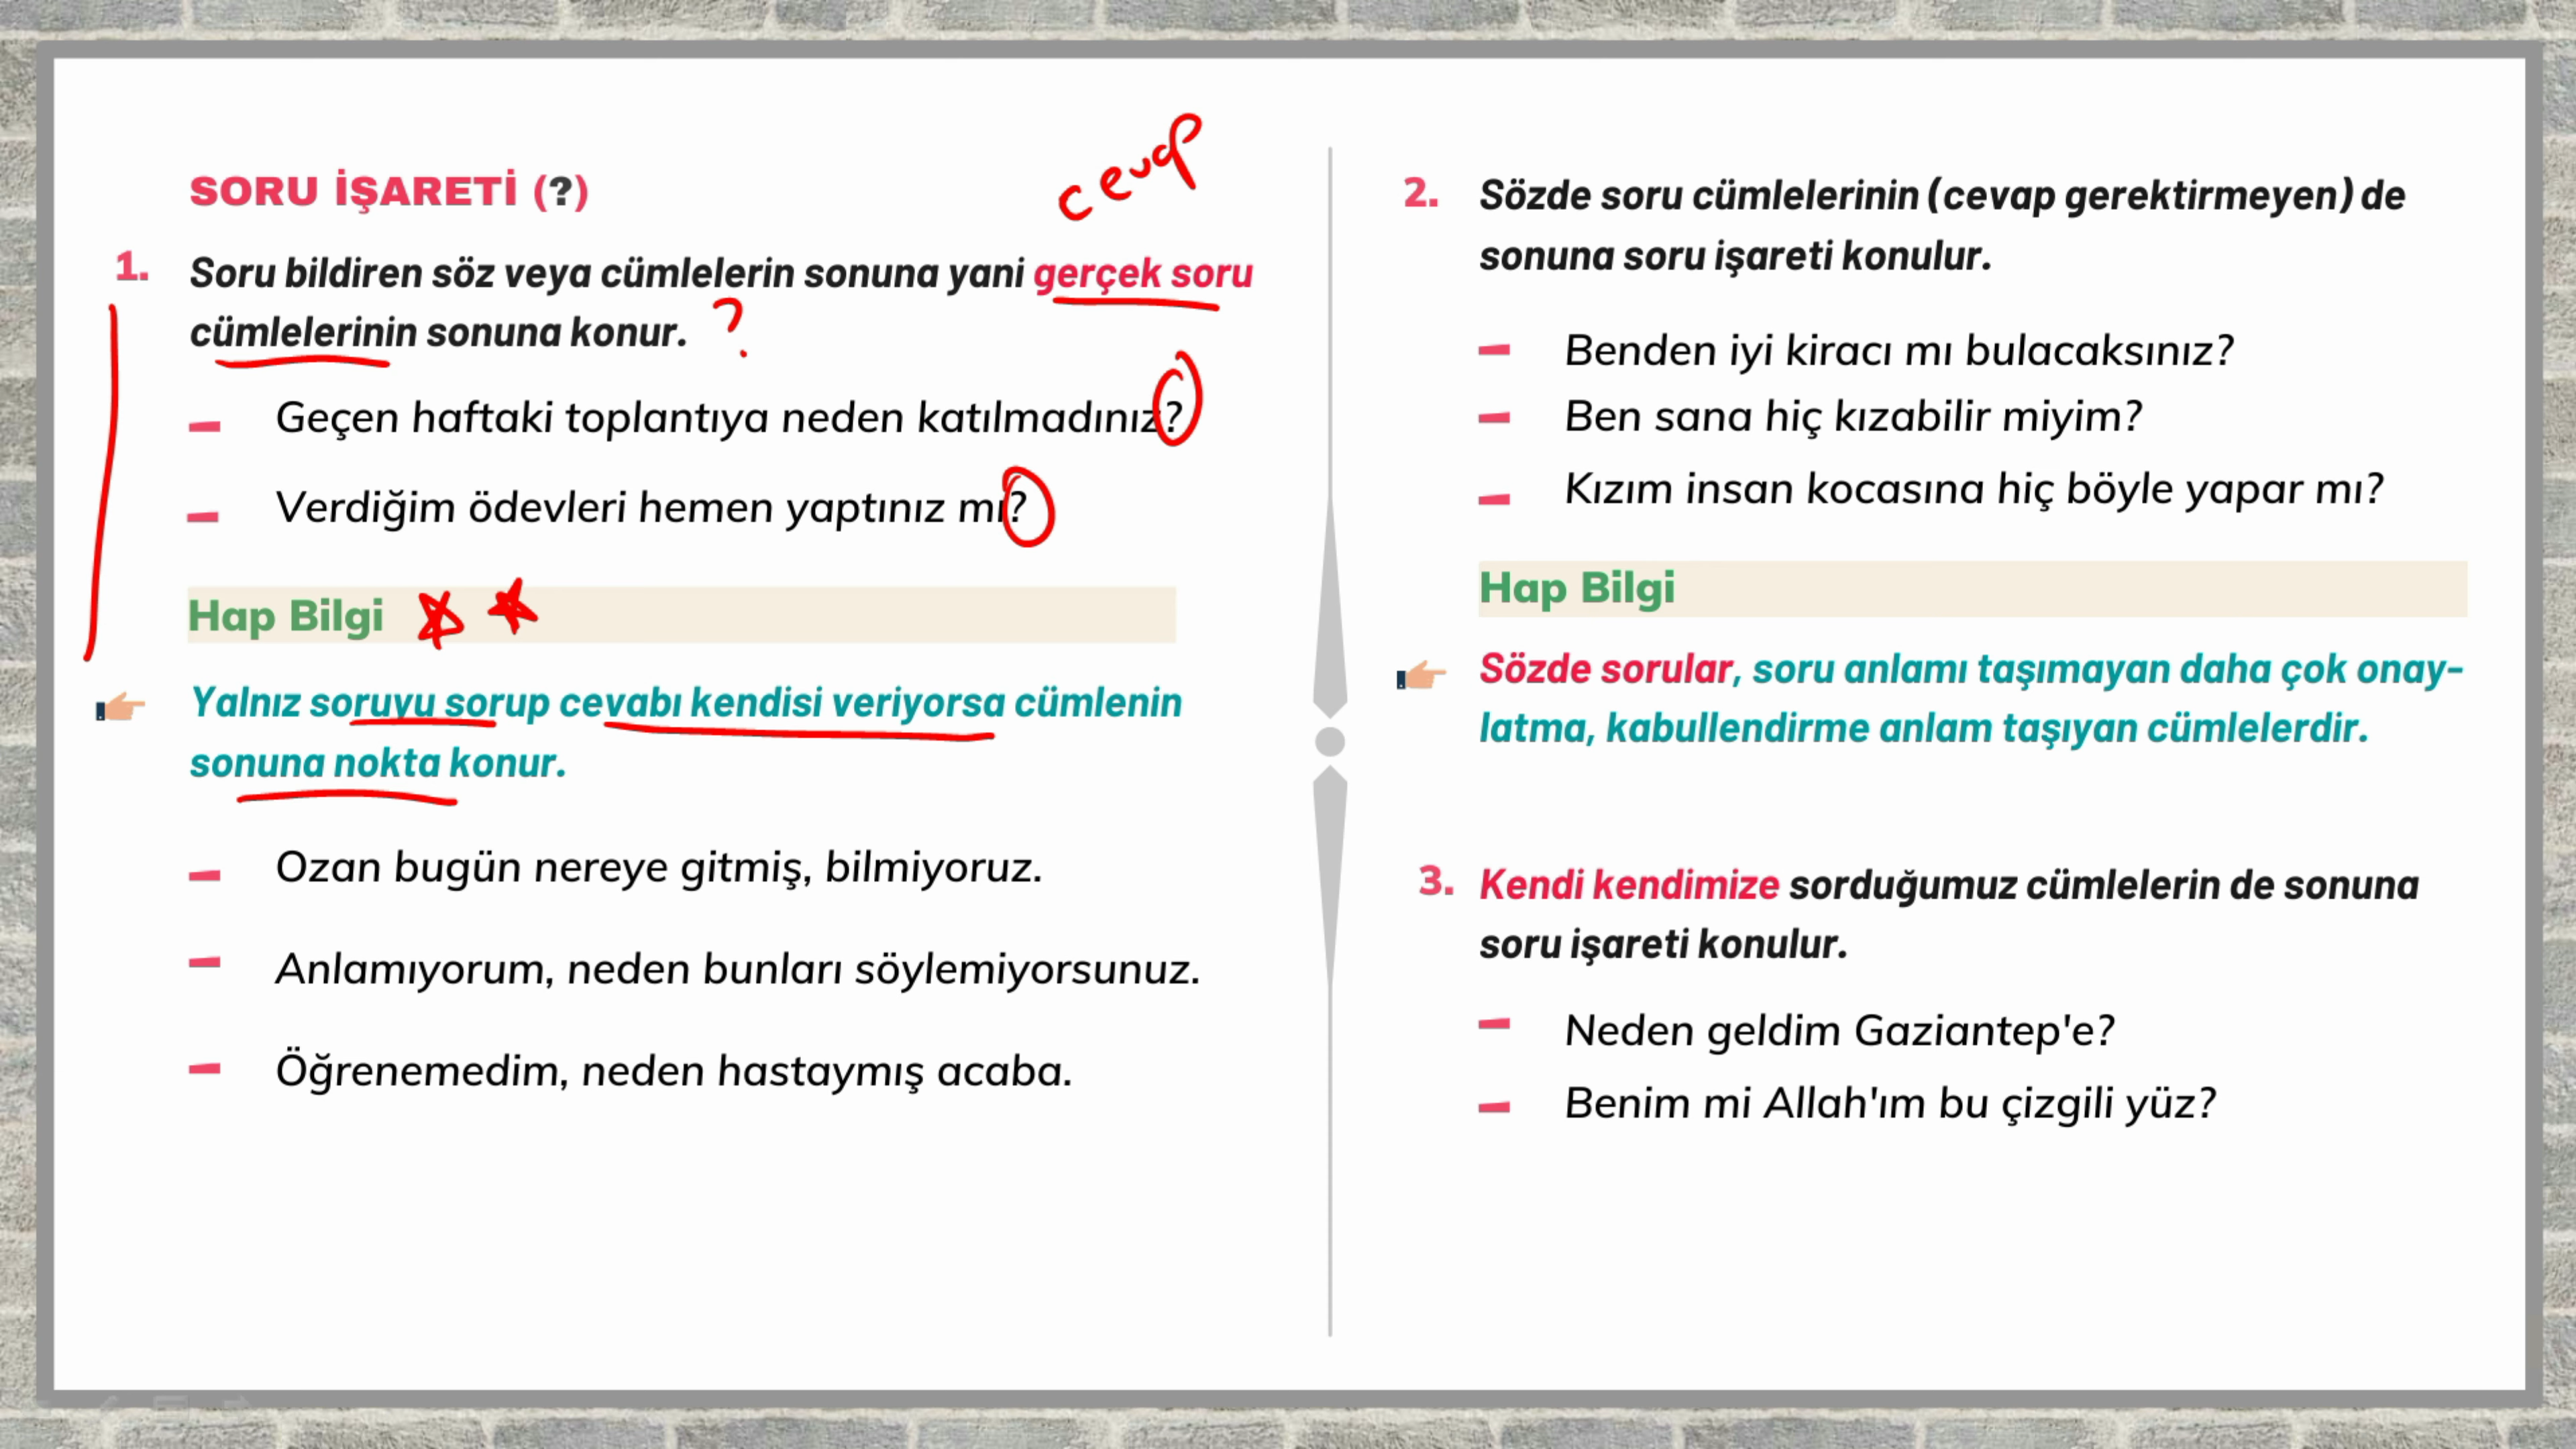 SORU İŞARETİ (?)
cevap
1. Soru bildiren söz veya cümlelerin sonuna yani gerçek soru
cümlelerinin sonuna konur. ?
– Geçen haftaki toplantıya neden katılmadınız?
– Verdiğim ödevleri hemen yaptınız mı?
Hap Bilgi
Yalnız soruyu sorup cevabı kendisi veriyorsa cümlenin
sonuna nokta konur.
– Ozan bugün nereye gitmiş, bilmiyoruz.
– Anlamıyorum, neden bunları söylemiyorsunuz.
– Öğrenemedim, neden hastaymış acaba.
2. Sözde soru cümlelerinin (cevap gerektirmeyen) de
sonuna soru işareti konulur.
– Benden iyi kiracı mı bulacaksınız?
– Ben sana hiç kızabilir miyim?
– Kızım insan kocasına hiç böyle yapar mı?
Hap Bilgi
Sözde sorular, soru anlamı taşımayan daha çok onay-
latma, kabullendirme anlam taşıyan cümlelerdir.
3. Kendi kendimize sorduğumuz cümlelerin de sonuna
soru işareti konulur.
– Neden geldim Gaziantep'e?
– Benim mi Allah'ım bu çizgili yüz?